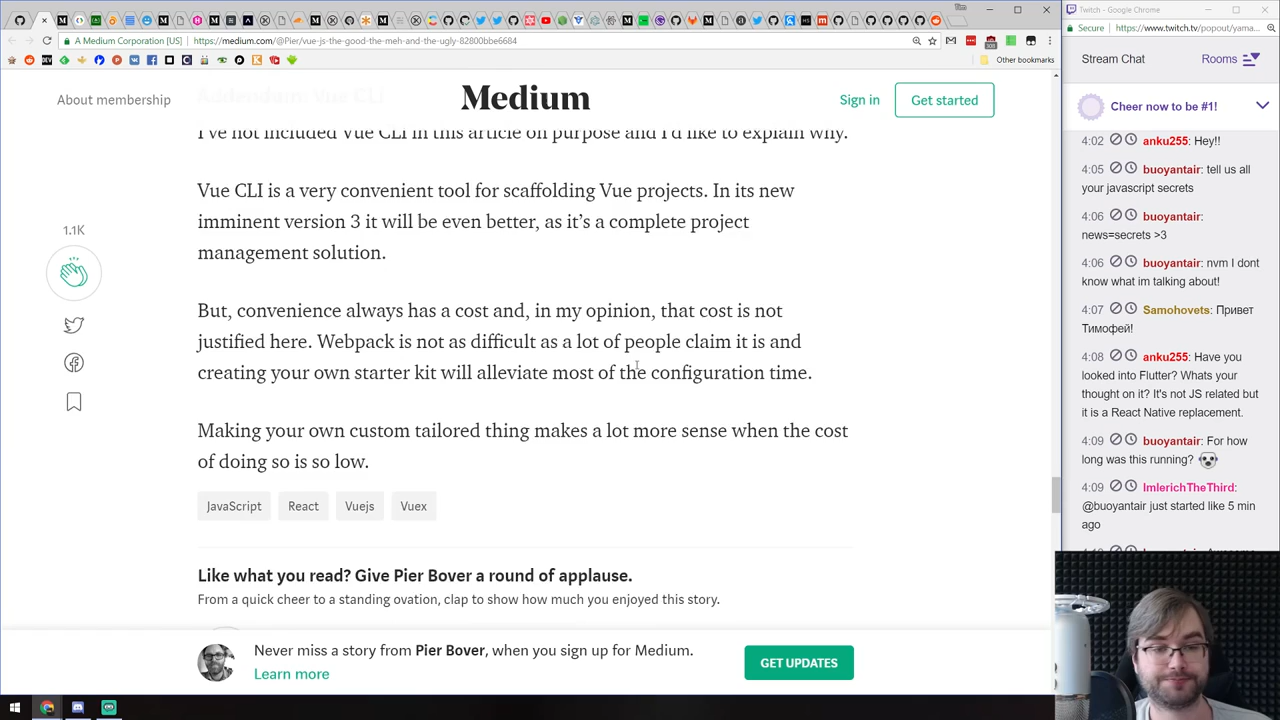 Twitch - Google Chrome
A Medium Corporation [US]
https://medium.com/@Pier/vue-js-the-good-the-meh-and-the-ugly-82800bbe6684
Secure
https://www.twitch.tv/popout/yama
Other bookmarks
About membership
Addendum: Vue CLI
Medium
Sign in
Get started
I've not included Vue CLI in this article on purpose and I'd like to explain why.
Vue CLI is a very convenient tool for scaffolding Vue projects. In its new
imminent version 3 it will be even better, as it's a complete project
management solution.
1.1K
But, convenience always has a cost and, in my opinion, that cost is not
justified here. Webpack is not as difficult as a lot of people claim it is and
creating your own starter kit will alleviate most of the configuration time.
Making your own custom tailored thing makes a lot more sense when the cost
of doing so is so low.
JavaScript
React
Vuejs
Vuex
Like what you read? Give Pier Bover a round of applause.
From a quick cheer to a standing ovation, clap to show how much you enjoyed this story.
Never miss a story from Pier Bover, when you sign up for Medium.
Learn more
GET UPDATES
Stream Chat
Rooms
Cheer now to be #1!
4:02 anku255: Hey!!
4:05 buoyantair: tell us all
your javascript secrets
4:06 buoyantair:
news=secrets >3
4:06 buoyantair: nvm I dont
know what im talking about!
4:07 Samohovets: Привет
Тимофей!
4:08 anku255: Have you
looked into Flutter? Whats your
thought on it? It's not JS related but
it is a React Native replacement.
4:09 buoyantair: For how
long was this running?
4:09 ImlerichTheThird:
@buoyantair just started like 5 min
ago